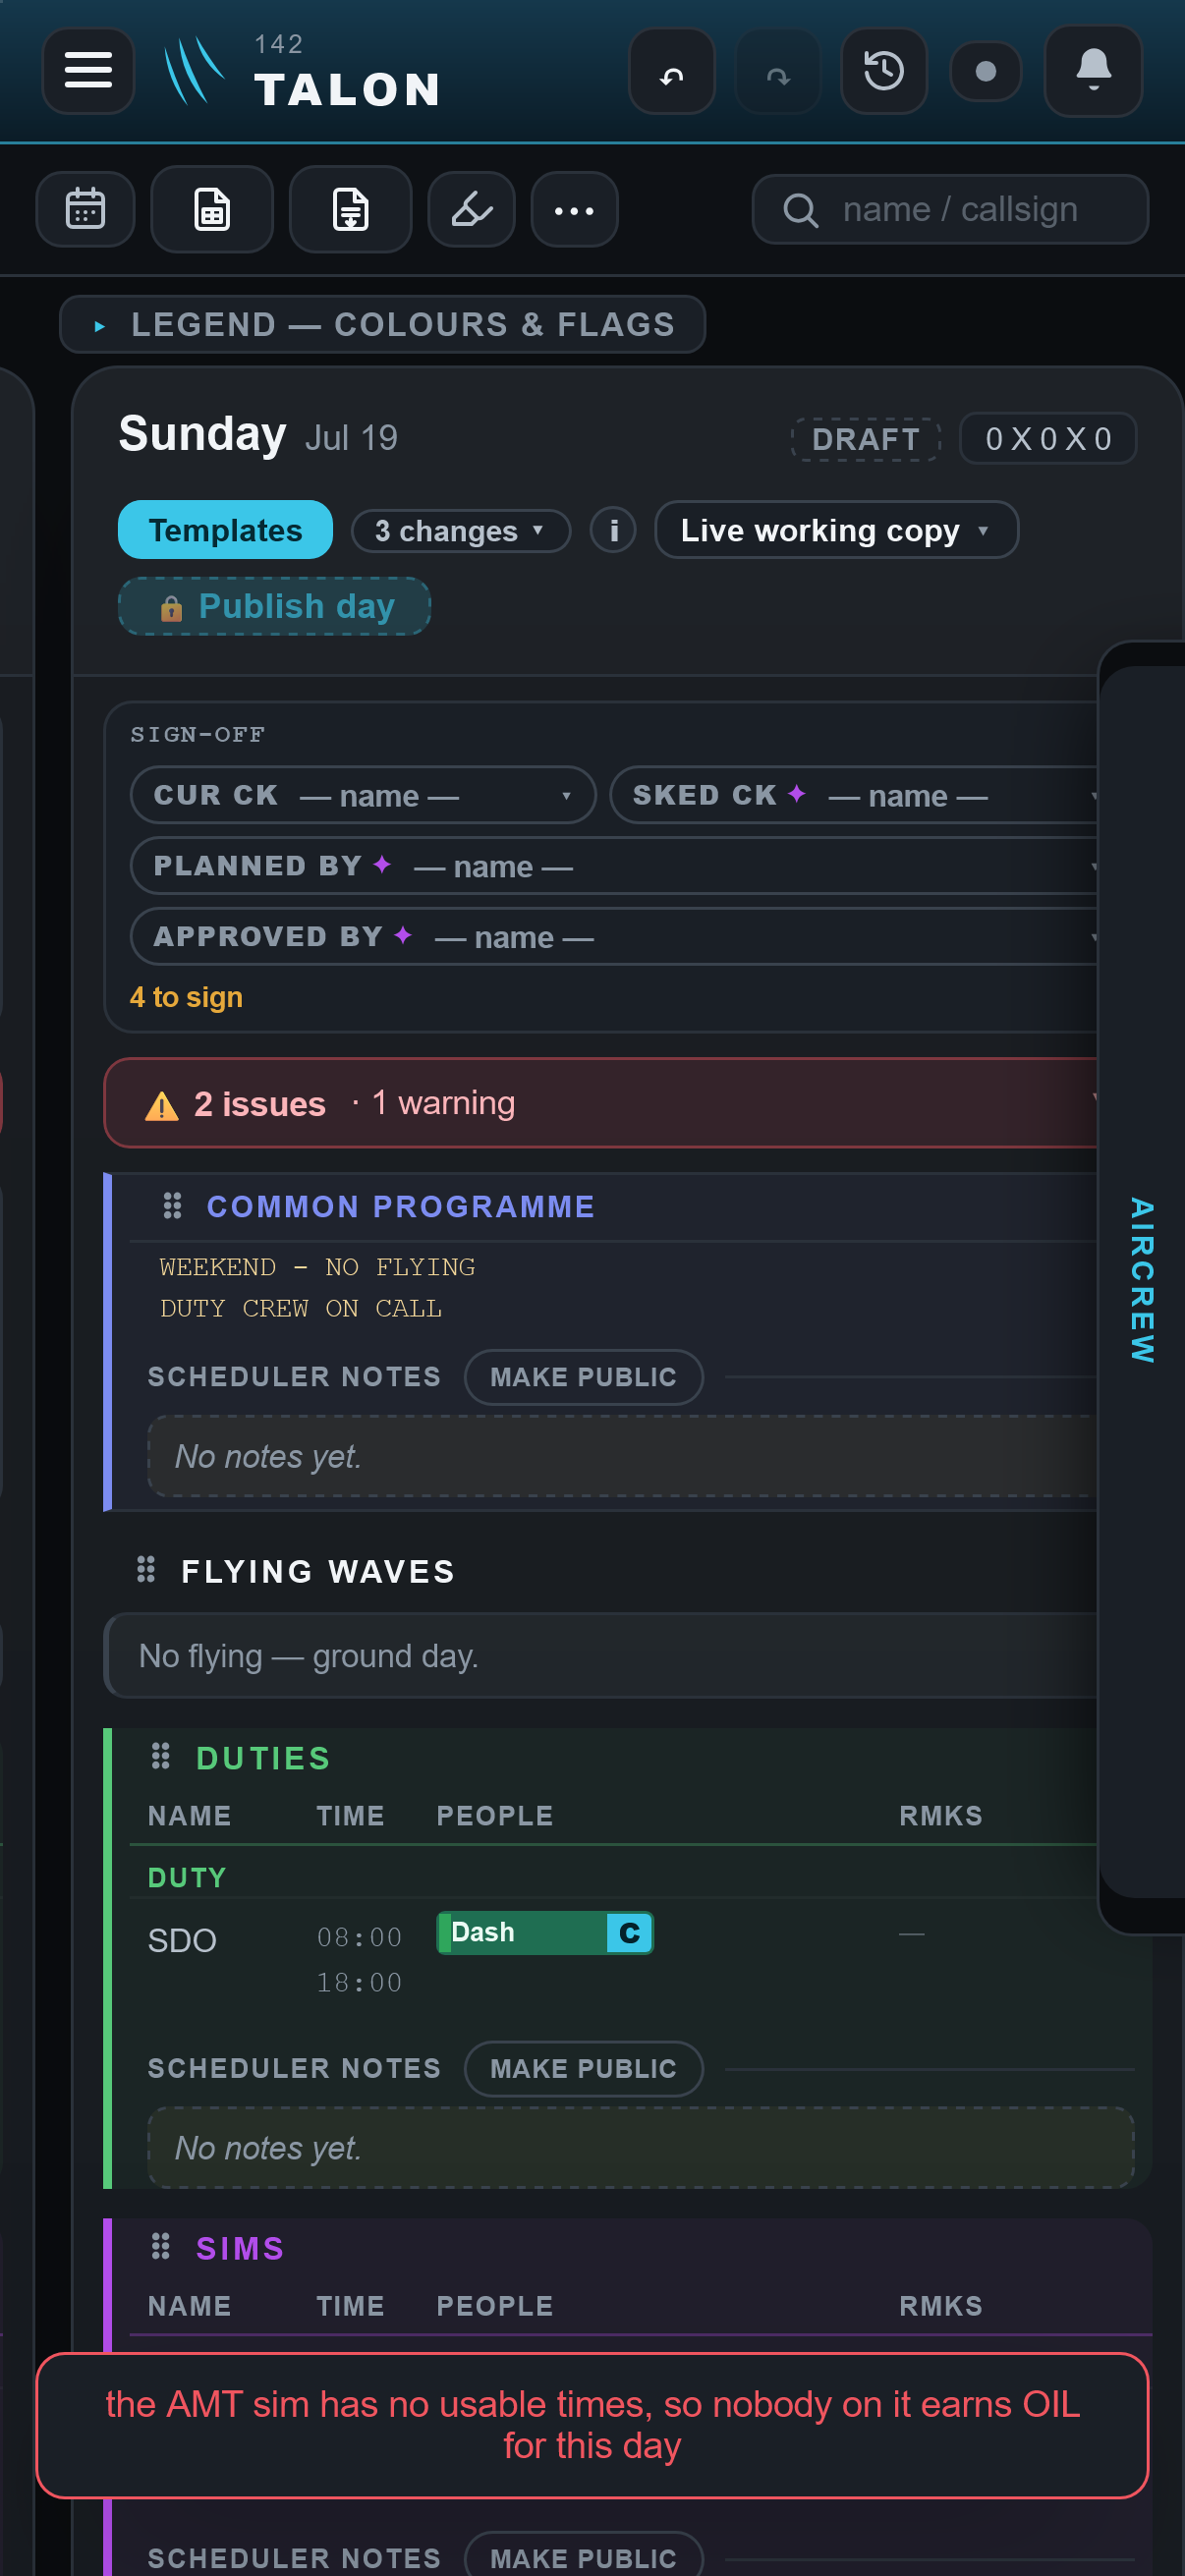 142
TALON
name / callsign
LEGEND — COLOURS & FLAGS
Sunday Jul 19
DRAFT
0 X 0 X 0
Templates
3 changes
i
Live working copy
Publish day
SIGN-OFF
CUR CK — name —
SKED CK — name —
PLANNED BY — name —
APPROVED BY — name —
4 to sign
2 issues · 1 warning
COMMON PROGRAMME
WEEKEND - NO FLYING
DUTY CREW ON CALL
SCHEDULER NOTES MAKE PUBLIC
No notes yet.
AIRCREW
FLYING WAVES
No flying — ground day.
DUTIES
NAME TIME PEOPLE RMKS
DUTY
SDO 08:00 Dash C —
18:00
SCHEDULER NOTES MAKE PUBLIC
No notes yet.
SIMS
NAME TIME PEOPLE RMKS
the AMT sim has no usable times, so nobody on it earns OIL
for this day
SCHEDULER NOTES MAKE PUBLIC